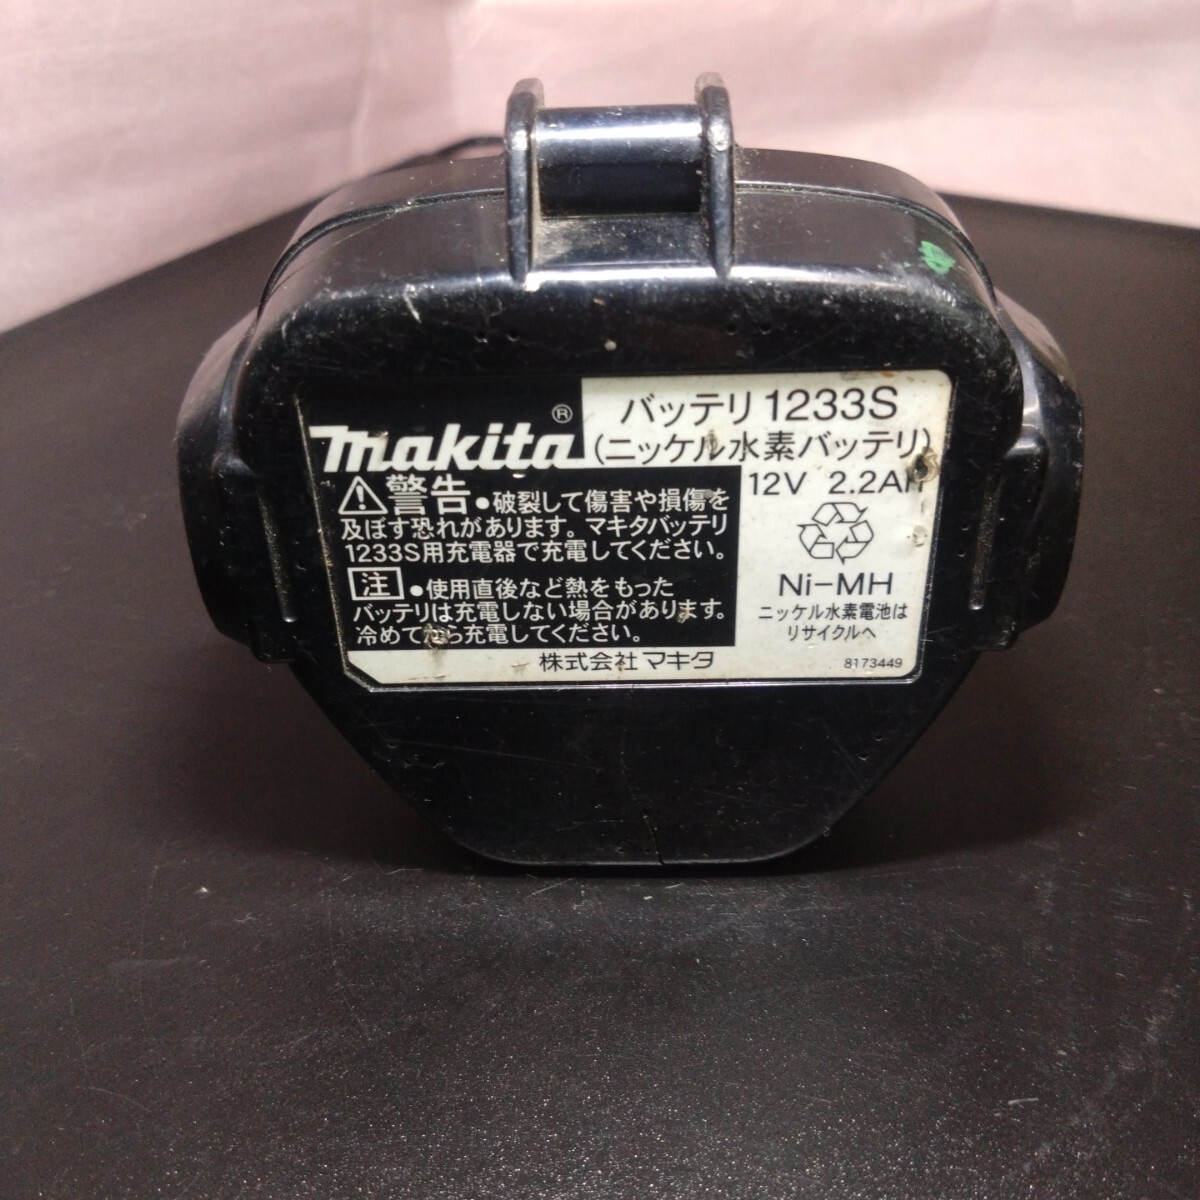 makita®
バッテリ 1233S
(ニッケル水素バッテリ)
12V 2.2AH
警告 ●破裂して傷害や損傷を
及ぼす恐れがあります。マキタバッテリ
1233S用充電器で充電してください。
注 ●使用直後など熱をもった
バッテリは充電しない場合があります。
冷めてから充電してください。
Ni-MH
ニッケル水素電池は
リサイクルへ
株式会社 マキタ
8173449